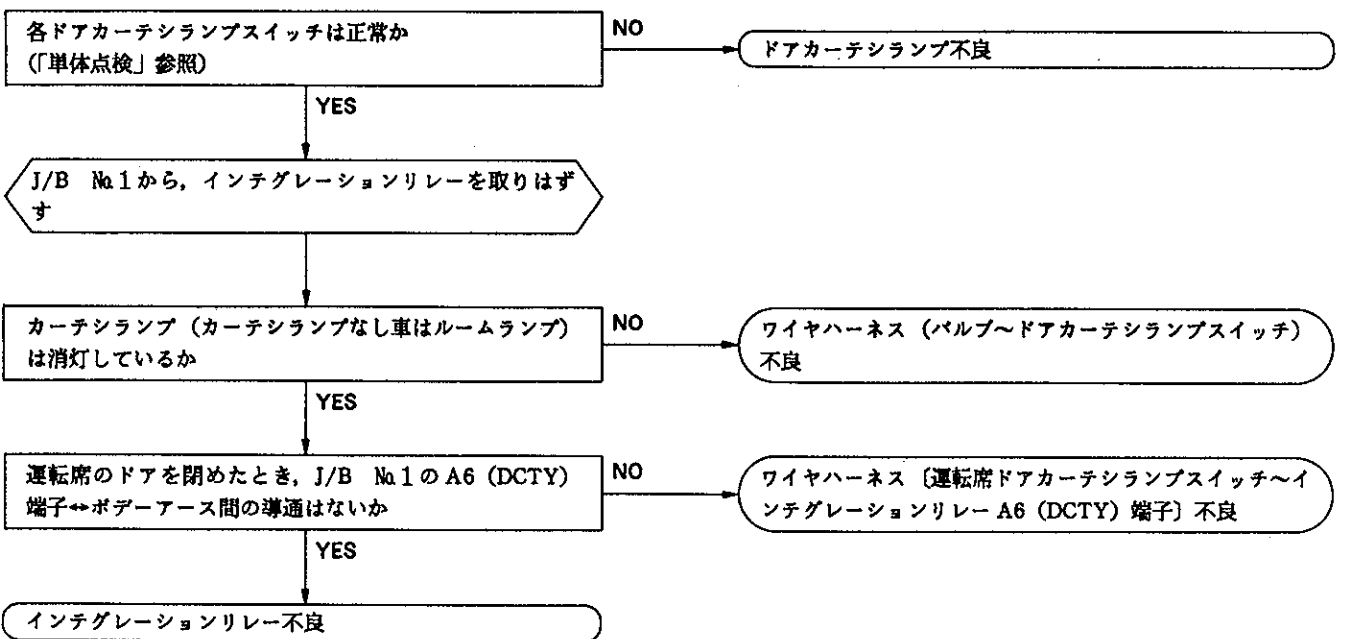 各ドアカーテシランプスイッチは正常か
(「単体点検」参照)
NO
ドアカーテシランプ不良
YES
J/B №1から，インテグレーションリレーを取りはず
す
カーテシランプ（カーテシランプなし車はルームランプ）
は消灯しているか
NO
ワイヤハーネス（バルブ〜ドアカーテシランプスイッチ）
不良
YES
運転席のドアを閉めたとき，J/B №1のA6（DCTY）
端子↔ボデーアース間の導通はないか
NO
ワイヤハーネス〔運転席ドアカーテシランプスイッチ〜イ
ンテグレーションリレーA6（DCTY）端子〕不良
YES
インテグレーションリレー不良